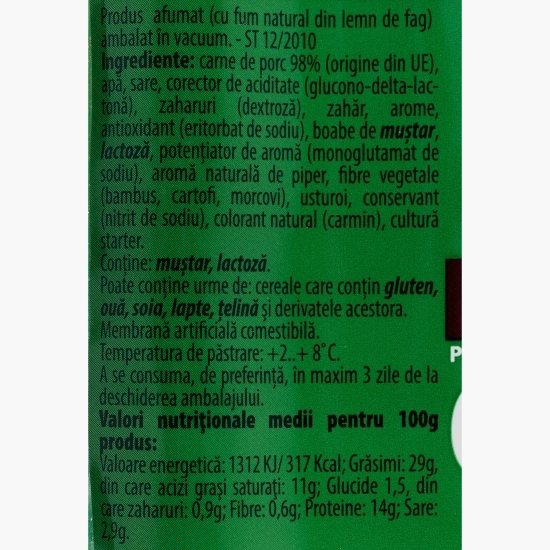 Produs afumat (cu fum natural din lemn de fag)
ambalat în vacuum. - ST 12/2010
Ingrediente: carne de porc 98% (origine din UE),
apă, sare, corector de aciditate (glucono-delta-lac-
tonă), zaharuri (dextroză), zahăr, arome,
antioxidant (eritorbat de sodiu), boabe de muştar,
lactoză, potenţiator de aromă (monoglutamat de
sodiu), aromă naturală de piper, fibre vegetale
(bambus, cartofi, morcovi), usturoi, conservant
(nitrit de sodiu), colorant natural (carmin), cultură
starter.
Conţine: muştar, lactoză.
Poate conţine urme de: cereale care conţin gluten,
ouă, soia, lapte, ţelină şi derivatele acestora.
Membrană artificială comestibilă.
Temperatura de păstrare: +2..+ 8°C.
A se consuma, de preferinţă, în maxim 3 zile de la
deschiderea ambalajului.
Valori nutriţionale medii pentru 100g
produs:
Valoare energetică: 1312 KJ/ 317 Kcal; Grăsimi: 29g,
din care acizi graşi saturaţi: 11g; Glucide 1,5, din
care zaharuri: 0,9g; Fibre: 0,6g; Proteine: 14g; Sare:
2,9g.
P